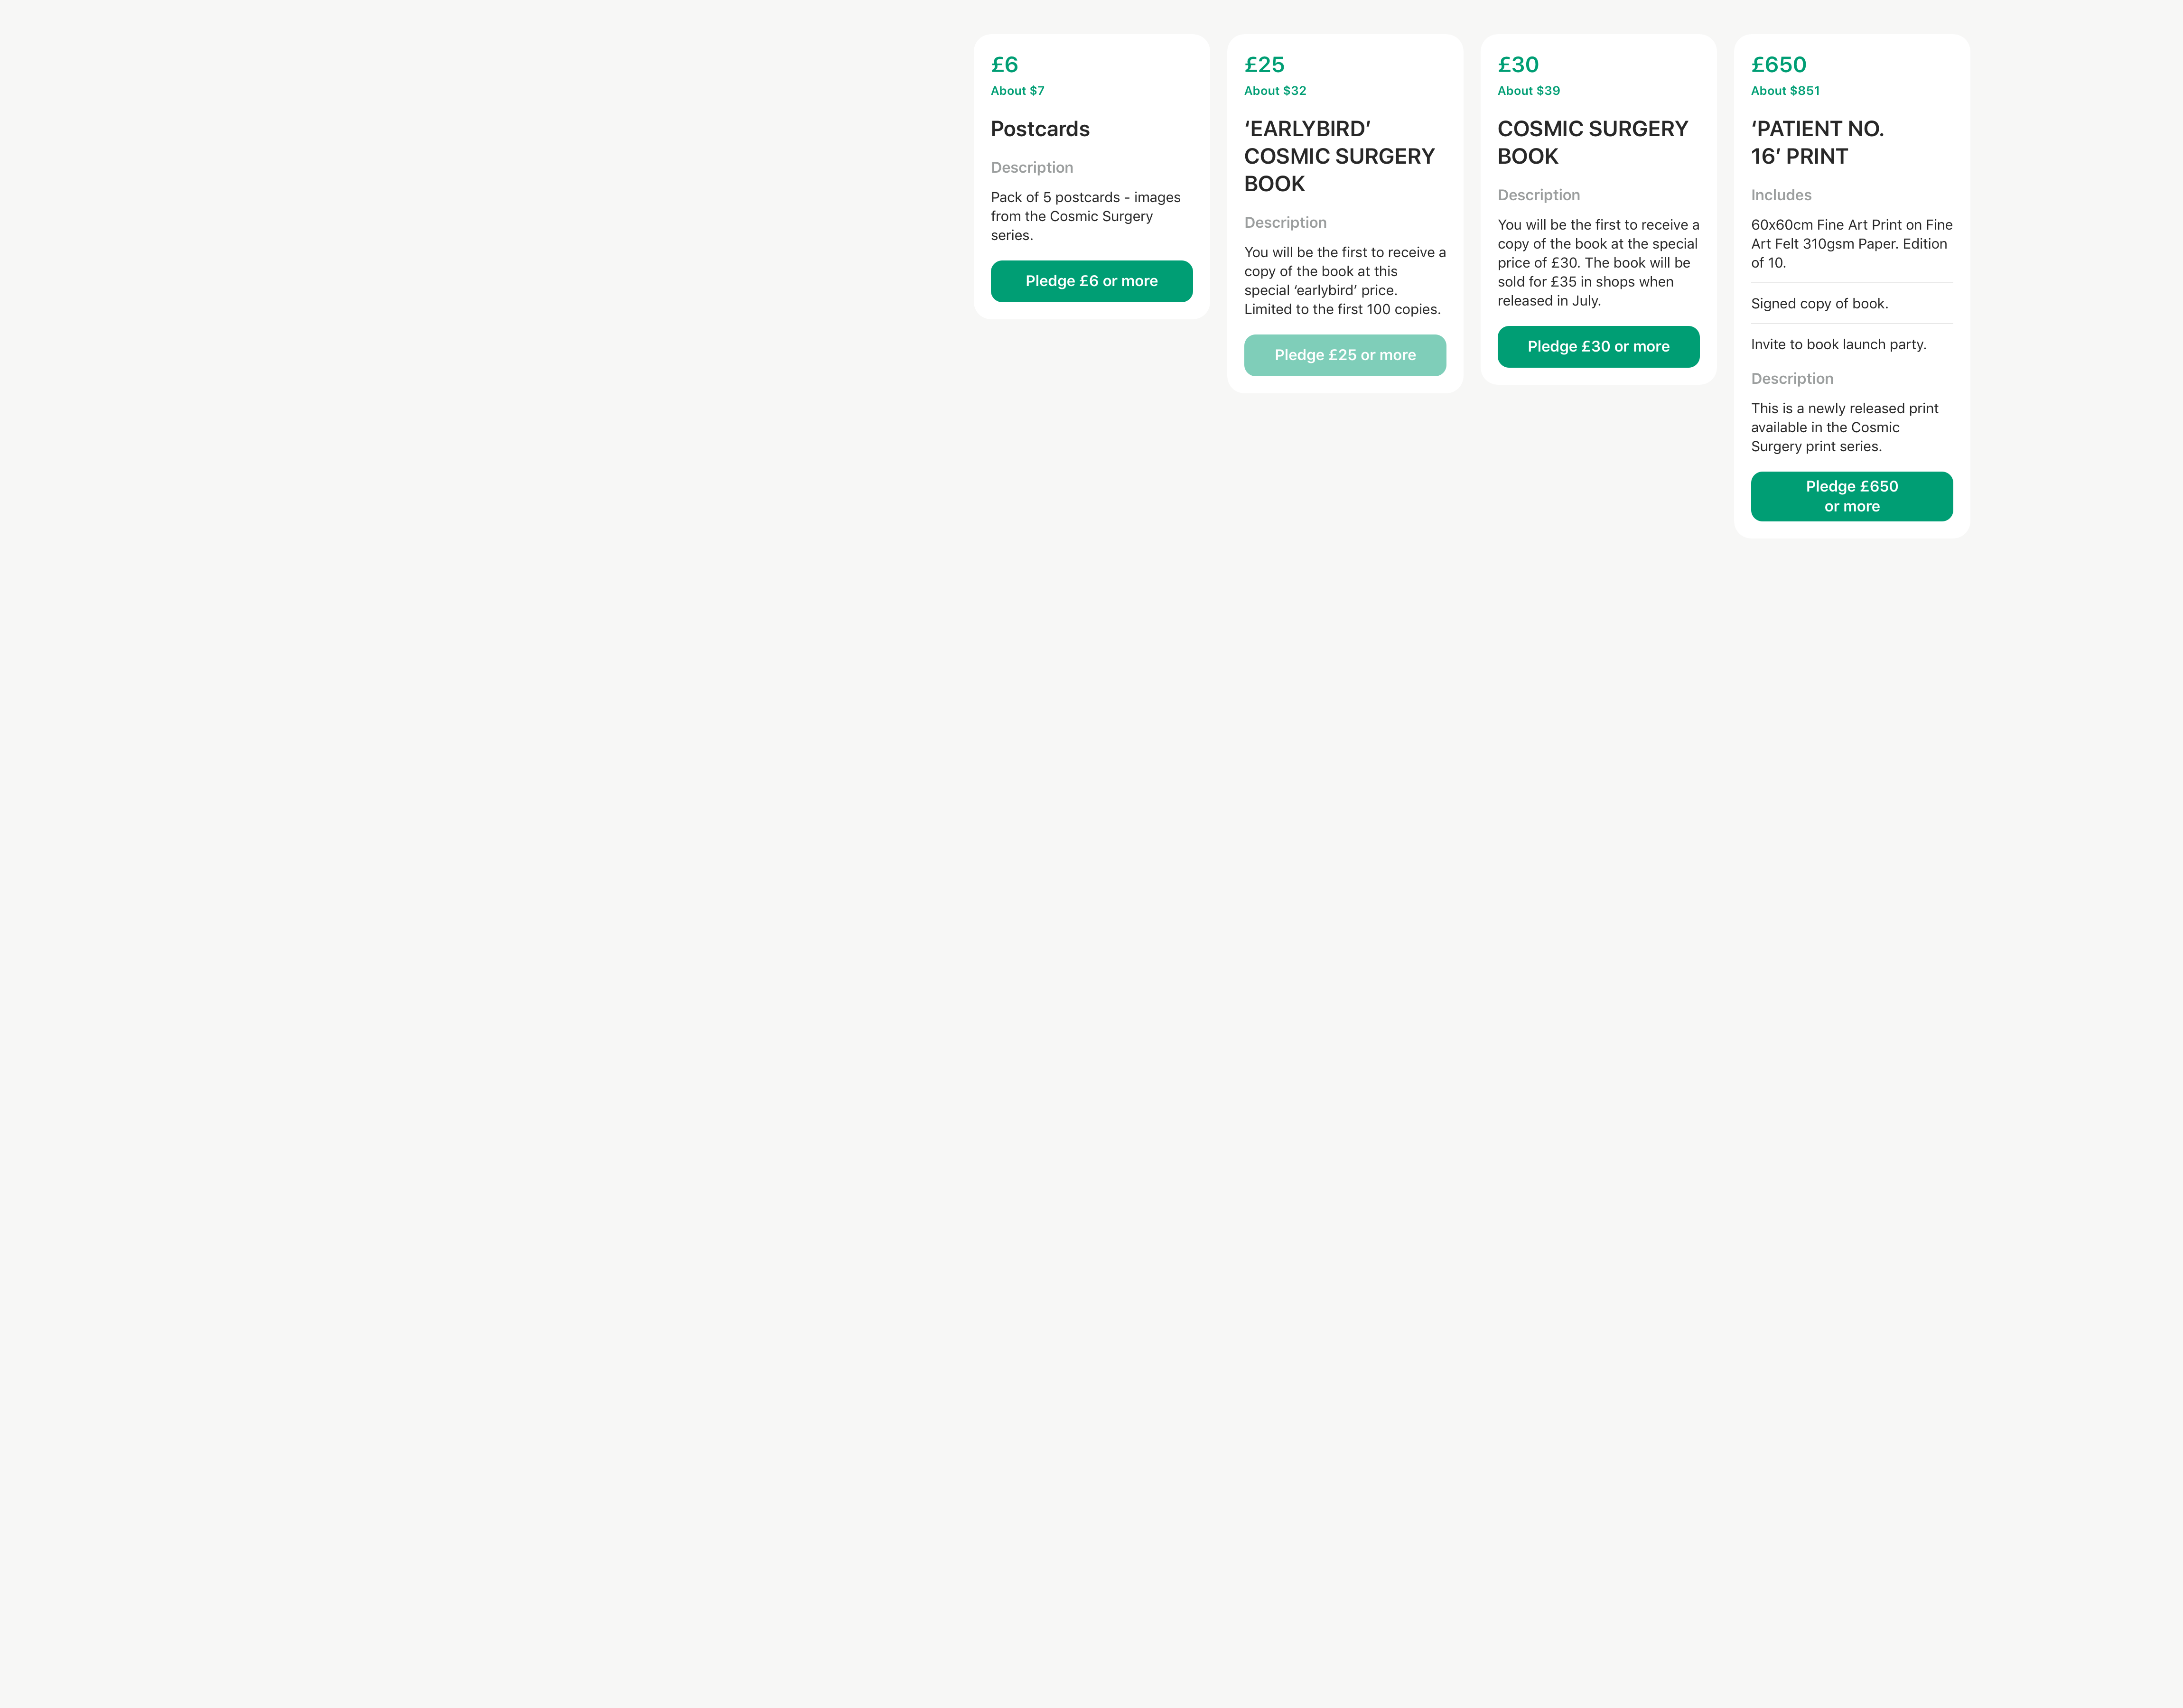 £6
About $7
Postcards
Description
Pack of 5 postcards - images
from the Cosmic Surgery
series.
Pledge £6 or more
£25
About $32
‘EARLYBIRD’
COSMIC SURGERY
BOOK
Description
You will be the first to receive a
copy of the book at this
special ‘earlybird’ price.
Limited to the first 100 copies.
Pledge £25 or more
£30
About $39
COSMIC SURGERY
BOOK
Description
You will be the first to receive a
copy of the book at the special
price of £30. The book will be
sold for £35 in shops when
released in July.
Pledge £30 or more
£650
About $851
‘PATIENT NO.
16’ PRINT
Includes
60x60cm Fine Art Print on Fine
Art Felt 310gsm Paper. Edition
of 10.
Signed copy of book.
Invite to book launch party.
Description
This is a newly released print
available in the Cosmic
Surgery print series.
Pledge £650
or more